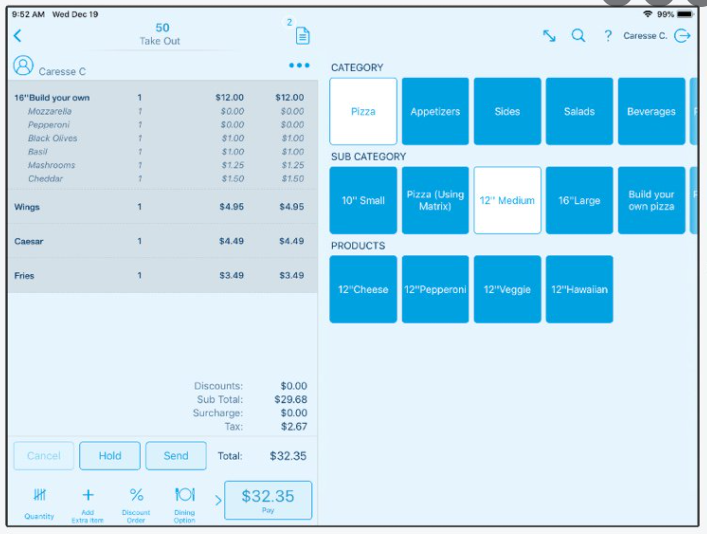 9:52 AM Wed Dec 19
99%
50
Take Out
2
? Caresse C.
Caresse C
16"Build your own 1 $12.00 $12.00
Mozzarella 1 $0.00 $0.00
Pepperoni 1 $0.00 $0.00
Black Olives 1 $1.00 $1.00
Basil 1 $1.00 $1.00
Mashrooms 1 $1.25 $1.25
Cheddar 1 $1.50 $1.50
Wings 1 $4.95 $4.95
Caesar 1 $4.49 $4.49
Fries 1 $3.49 $3.49
Discounts: $0.00
Sub Total: $29.68
Surcharge: $0.00
Tax: $2.67
Cancel Hold Send Total: $32.35
Quantity
Add
Extra item
%
Discount
Order
Dining
Option
$32.35
Pay
CATEGORY
Pizza Appetizers Sides Salads Beverages
SUB CATEGORY
10" Small
Pizza (Using
Matrix)
12" Medium
16"Large
Build your
own pizza
PRODUCTS
12"Cheese 12"Pepperoni 12"Veggie 12"Hawaiian